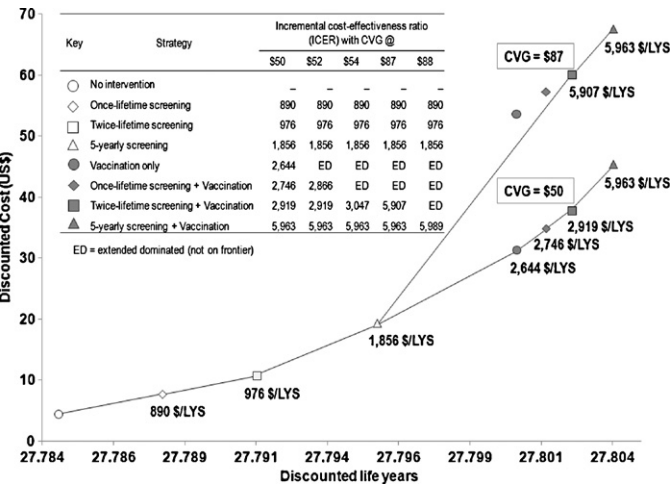 Discounted Cost (US$)
70
60
50
40
30
20
10
0
Incremental cost-effectiveness ratio
(ICER) with CVG @
Key Strategy $50 $52 $54 $87 $88
No intervention – – – – –
Once-lifetime screening 890 890 890 890 890
Twice-lifetime screening 976 976 976 976 976
5-yearly screening 1,856 1,856 1,856 1,856 1,856
Vaccination only 2,644 ED ED ED ED
Once-lifetime screening + Vaccination 2,746 2,866 ED ED ED
Twice-lifetime screening + Vaccination 2,919 2,919 3,047 5,907 ED
5-yearly screening + Vaccination 5,963 5,963 5,963 5,963 5,989
ED = extended dominated (not on frontier)
CVG = $87
5,963 $/LYS
5,907 $/LYS
CVG = $50
5,963 $/LYS
2,919 $/LYS
2,746 $/LYS
2,644 $/LYS
1,856 $/LYS
976 $/LYS
890 $/LYS
27.784 27.786 27.789 27.791 27.794 27.796 27.799 27.801 27.804
Discounted life years